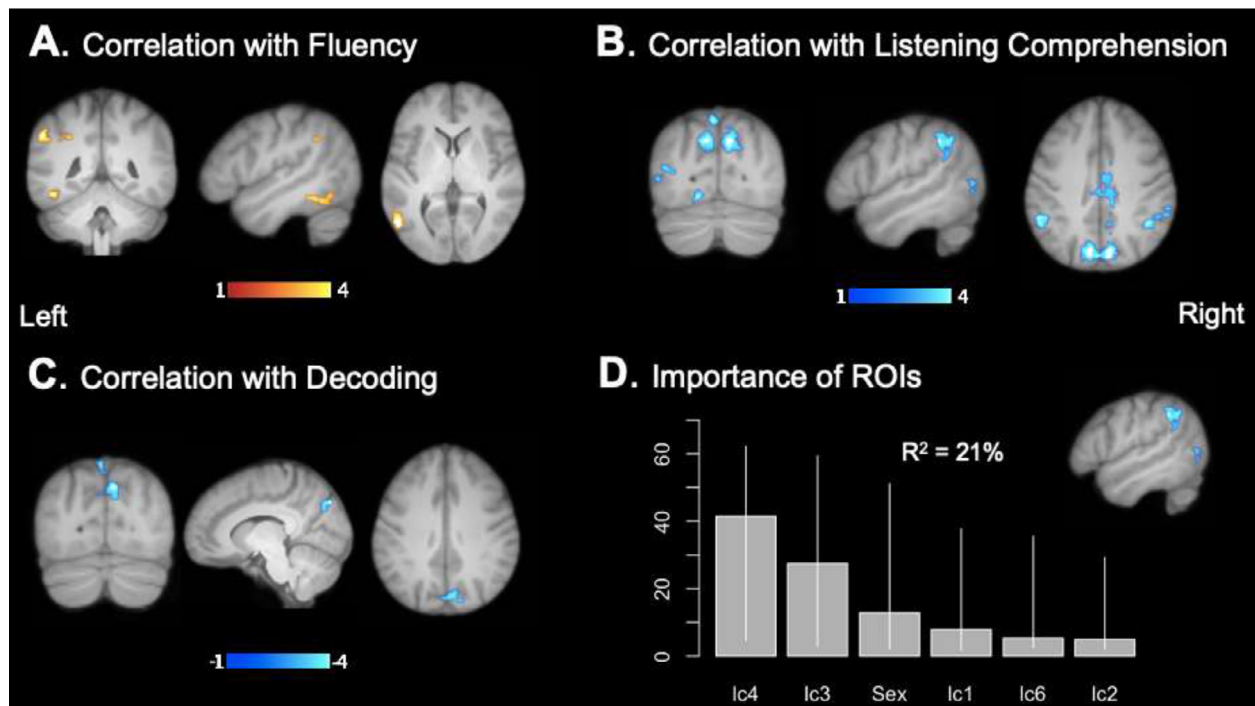 A. Correlation with Fluency
1 4
Left
B. Correlation with Listening Comprehension
1 4
Right
C. Correlation with Decoding
-1 -4
D. Importance of ROIs
R² = 21%
60
40
20
0
lc4 lc3 Sex lc1 lc6 lc2